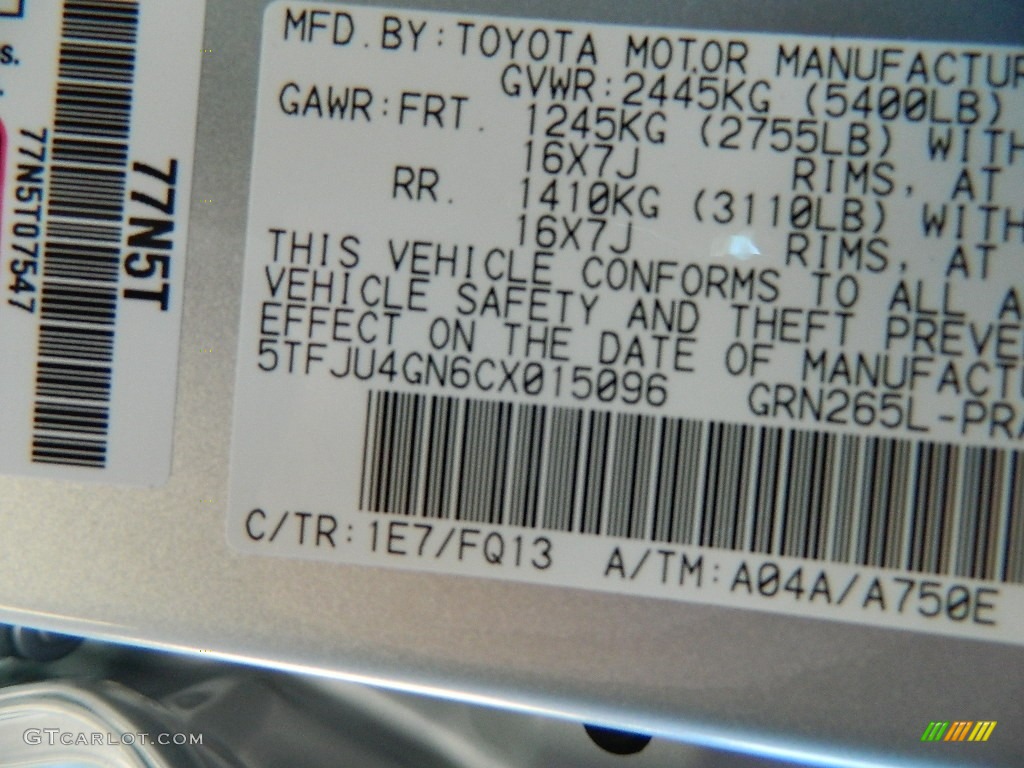 s.
77N5T07547
77N5T
MFD.BY:TOYOTA MOTOR MANUFACTUR
GVWR:2445KG (5400LB)
GAWR:FRT. 1245KG (2755LB) WITH
16X7J RIMS, AT
RR. 1410KG (3110LB) WITH
16X7J RIMS, AT
THIS VEHICLE CONFORMS TO ALL A
VEHICLE SAFETY AND THEFT PREVE
EFFECT ON THE DATE OF MANUFACTU
5TFJU4GN6CX015096 GRN265L-PRA
C/TR:1E7/FQ13 A/TM:A04A/A750E
GTCARLOT.COM